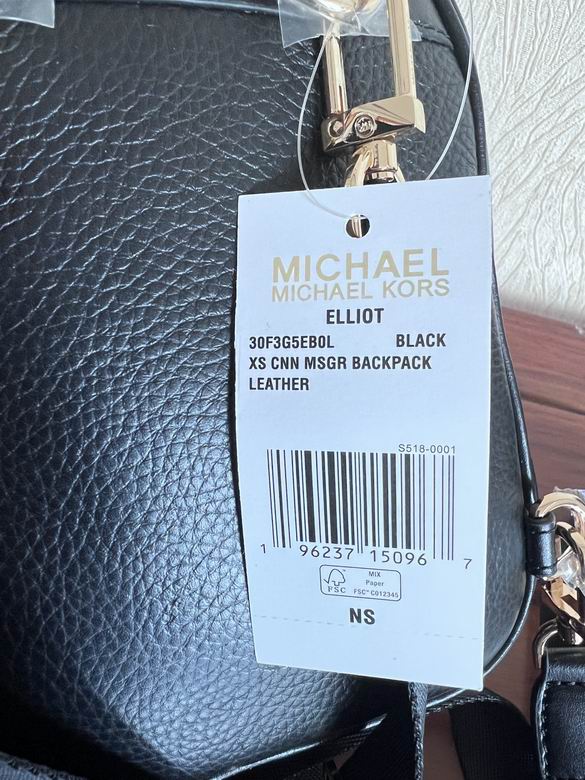 MICHAEL
MICHAEL KORS
ELLIOT
30F3G5EB0L BLACK
XS CNN MSGR BACKPACK
LEATHER
S518-0001
1 96237 15096 7
FSC
MIX
Paper
FSC® C012345
NS